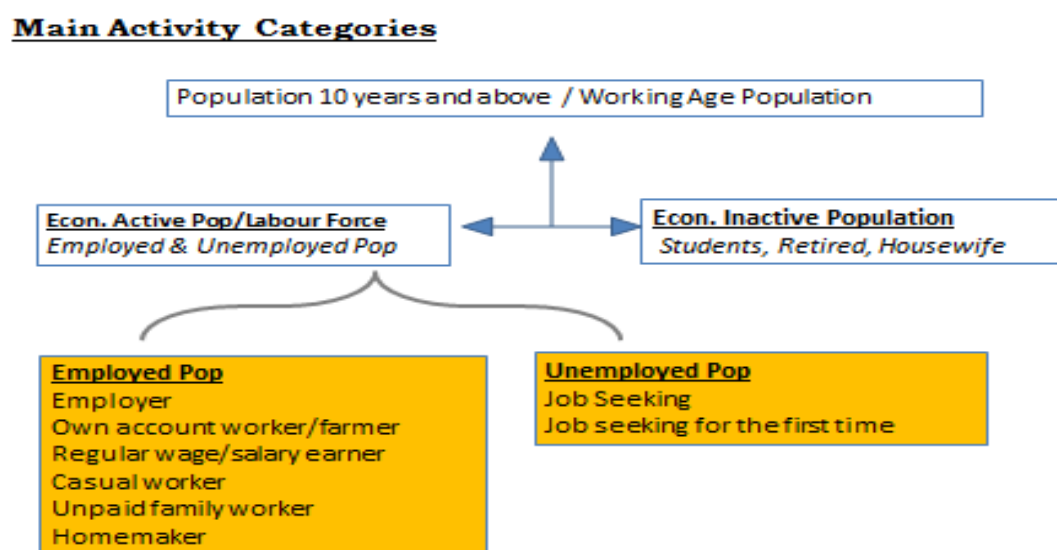 Main Activity Categories
Population 10 years and above / Working Age Population
Econ. Active Pop/Labour Force
Employed & Unemployed Pop
Econ. Inactive Population
Students, Retired, Housewife
Employed Pop
Employer
Own account worker/farmer
Regular wage/salary earner
Casual worker
Unpaid family worker
Homemaker
Unemployed Pop
Job Seeking
Job seeking for the first time